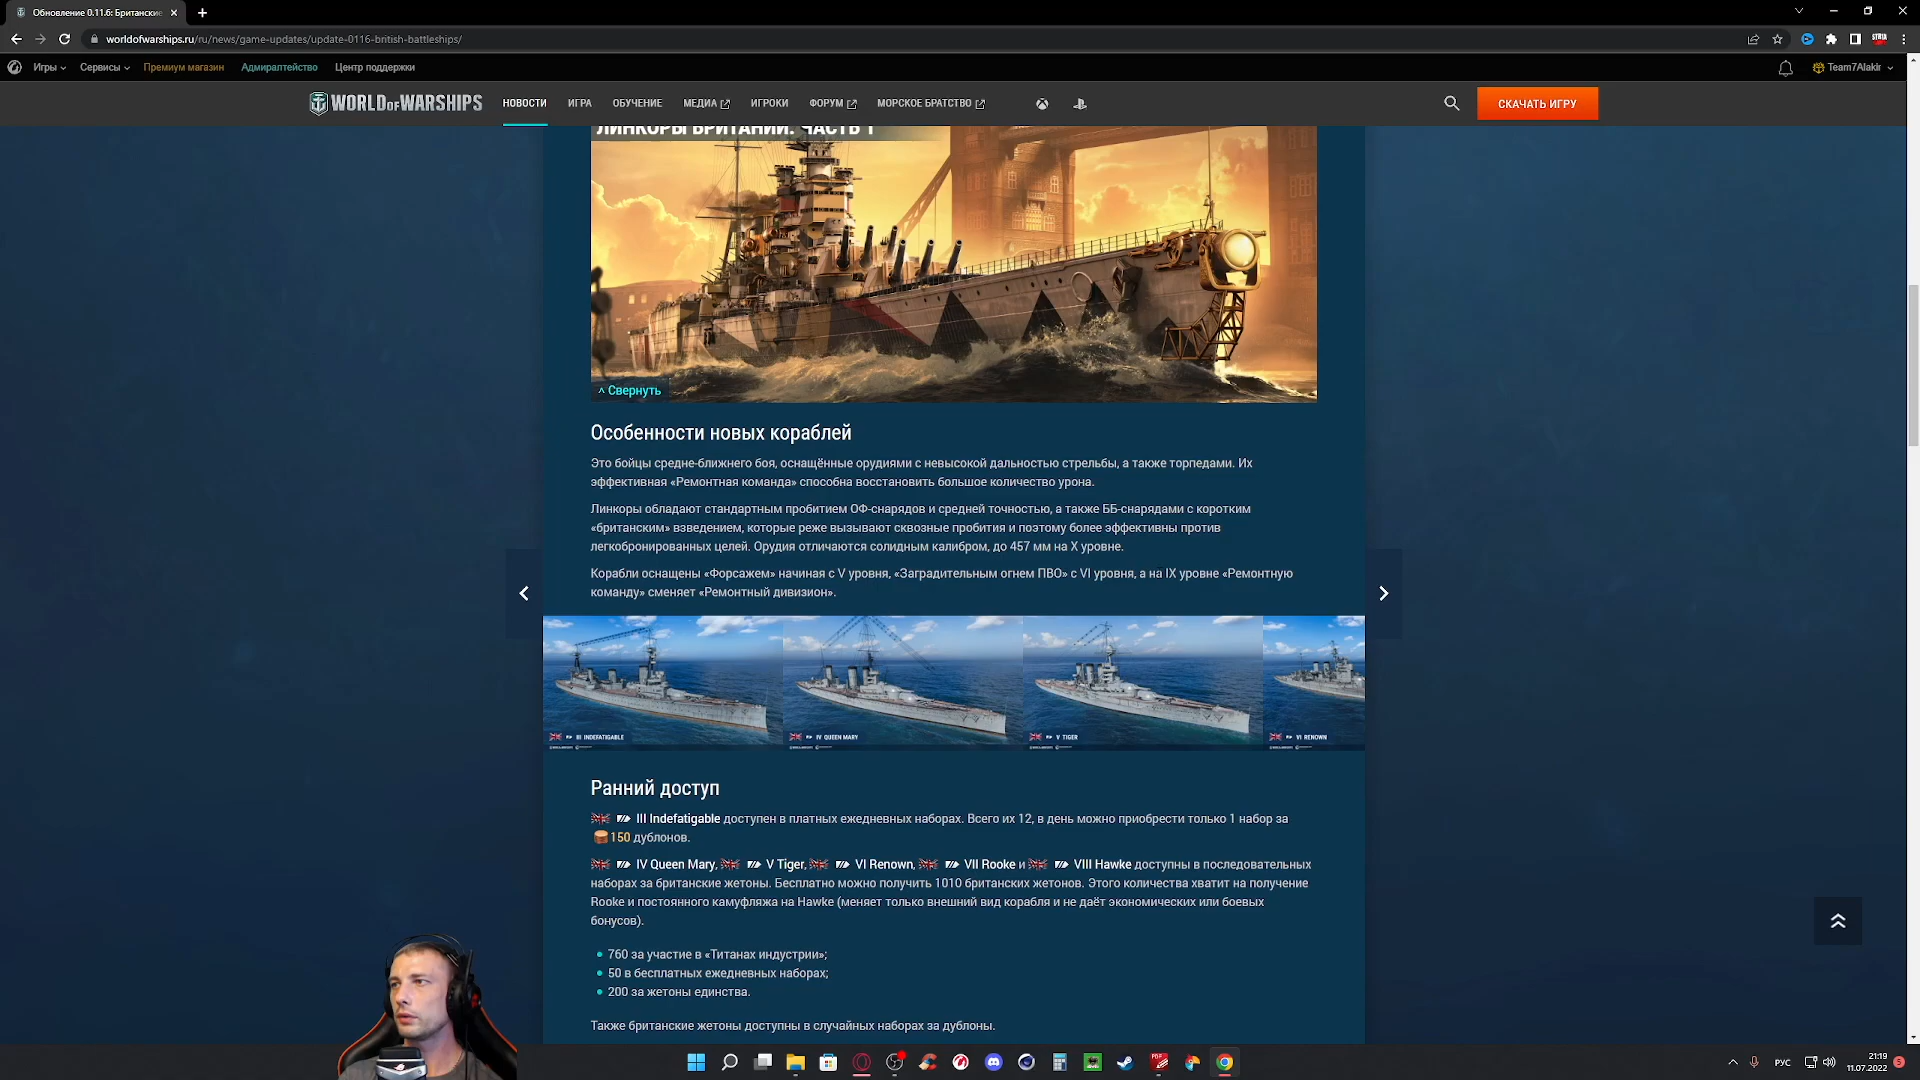 Обновление 0.11.6: Британские
worldofwarships.ru/ru/news/game-updates/update-0116-british-battleships/
Игры
Сервисы
Премиум магазин
Адмиралтейство
Центр поддержки
Team7Alakir
WORLD OF WARSHIPS
НОВОСТИ
ИГРА
ОБУЧЕНИЕ
МЕДИА
ИГРОКИ
ФОРУМ
МОРСКОЕ БРАТСТВО
СКАЧАТЬ ИГРУ
ЛИНКОРЫ БРИТАНИИ. ЧАСТЬ 1
^ Свернуть
Особенности новых кораблей
Это бойцы средне-ближнего боя, оснащённые орудиями с невысокой дальностью стрельбы, а также торпедами. Их
эффективная «Ремонтная команда» способна восстановить большое количество урона.
Линкоры обладают стандартным пробитием ОФ-снарядов и средней точностью, а также ББ-снарядами с коротким
«британским» взведением, которые реже вызывают сквозные пробития и поэтому более эффективны против
легкобронированных целей. Орудия отличаются солидным калибром, до 457 мм на X уровне.
Корабли оснащены «Форсажем» начиная с V уровня, «Заградительным огнем ПВО» с VI уровня, а на IX уровне «Ремонтную
команду» сменяет «Ремонтный дивизион».
III INDEFATIGABLE
IV QUEEN MARY
V TIGER
VI RENOWN
Ранний доступ
III Indefatigable доступен в платных ежедневных наборах. Всего их 12, в день можно приобрести только 1 набор за
150 дублонов.
IV Queen Mary, V Tiger, VI Renown, VII Rooke и VIII Hawke доступны в последовательных
наборах за британские жетоны. Бесплатно можно получить 1010 британских жетонов. Этого количества хватит на получение
Rooke и постоянного камуфляжа на Hawke (меняет только внешний вид корабля и не даёт экономических или боевых
бонусов).
760 за участие в «Титанах индустрии»;
50 в бесплатных ежедневных наборах;
200 за жетоны единства.
Также британские жетоны доступны в случайных наборах за дублоны.
РУС
21:19
11.07.2022
5